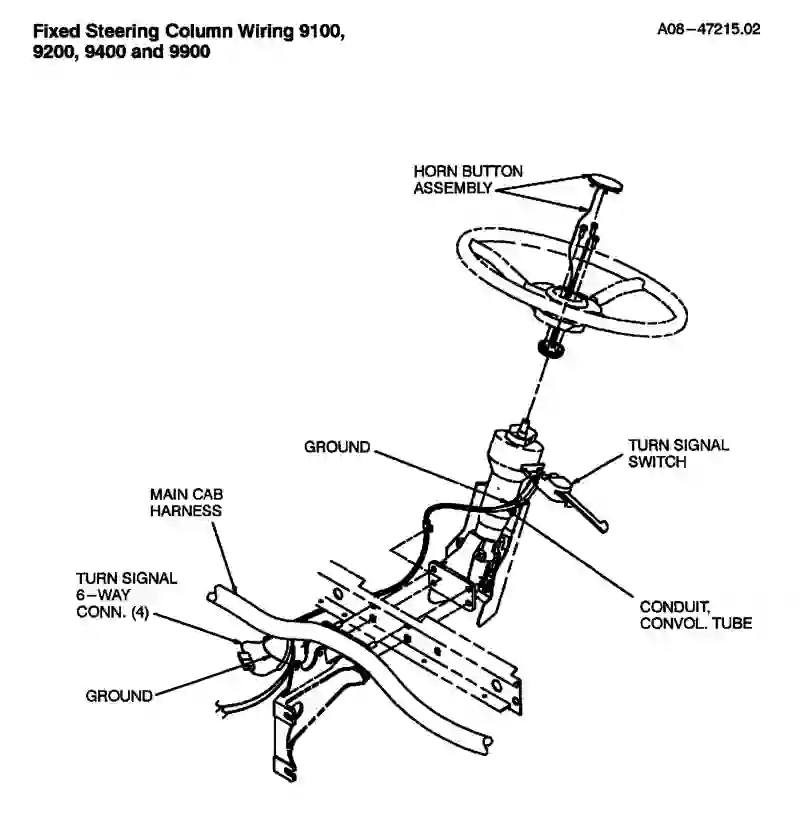 Fixed Steering Column Wiring 9100,
9200, 9400 and 9900
A08-47215.02
HORN BUTTON
ASSEMBLY
GROUND
TURN SIGNAL
SWITCH
MAIN CAB
HARNESS
TURN SIGNAL
6-WAY
CONN. (4)
CONDUIT,
CONVOL. TUBE
GROUND